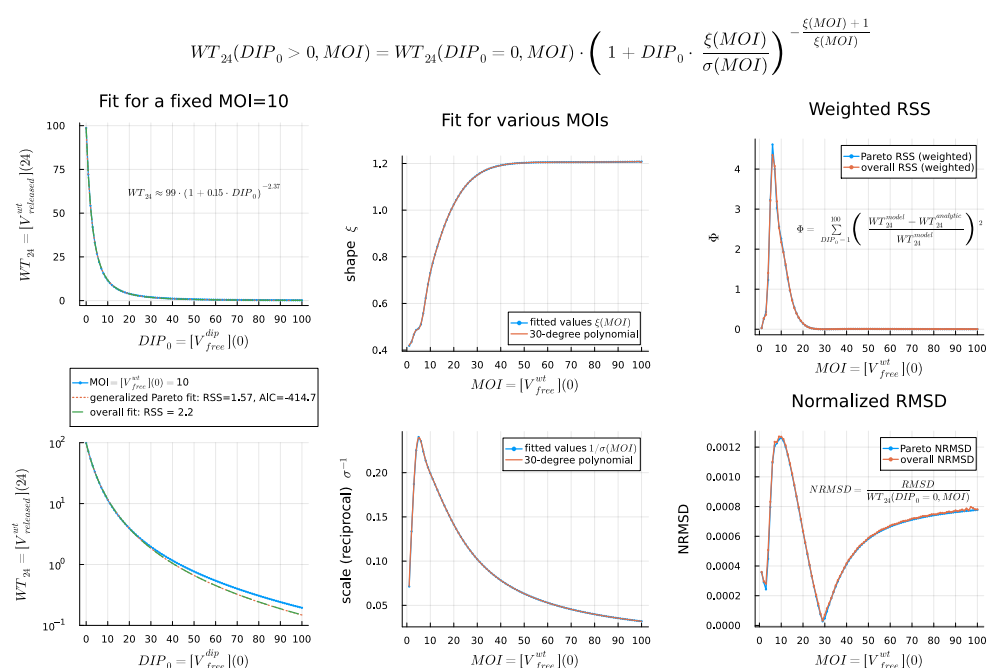 WT_24(DIP_0 > 0, MOI) = WT_24(DIP_0 = 0, MOI) · ( 1 + DIP_0 · ξ(MOI)/σ(MOI) )^(− (ξ(MOI) + 1)/ξ(MOI))
Fit for a fixed MOI=10
100
75
50
25
0
WT_24 = [V^wt_released](24)
WT_24 ≈ 99 · (1 + 0.15 · DIP_0)^−2.37
0 10 20 30 40 50 60 70 80 90 100
DIP_0 = [V^dip_free](0)
Fit for various MOIs
1.2
1.0
0.8
0.6
0.4
shape ξ
fitted values ξ(MOI)
30-degree polynomial
0 10 20 30 40 50 60 70 80 90 100
MOI = [V^wt_free](0)
Weighted RSS
4
3
2
1
0
Φ
Pareto RSS (weighted)
overall RSS (weighted)
Φ = ∑_{DIP_0=1}^{100} ( (WT_24^model − WT_24^analytic)/WT_24^model )^2
0 10 20 30 40 50 60 70 80 90 100
MOI = [V^wt_free](0)
MOI = [V^wt_free](0) = 10
generalized Pareto fit: RSS=1.57, AIC=-414.7
overall fit: RSS = 2.2
10^2
10^1
10^0
10^−1
WT_24 = [V^wt_released](24)
0 10 20 30 40 50 60 70 80 90 100
DIP_0 = [V^dip_free](0)
0.20
0.15
0.10
0.05
scale (reciprocal) σ^−1
fitted values 1/σ(MOI)
30-degree polynomial
0 10 20 30 40 50 60 70 80 90 100
MOI = [V^wt_free](0)
Normalized RMSD
0.0012
0.0010
0.0008
0.0006
0.0004
0.0002
0.0000
NRMSD
Pareto NRMSD
overall NRMSD
NRMSD = RMSD/WT_24(DIP_0 = 0, MOI)
0 10 20 30 40 50 60 70 80 90 100
MOI = [V^wt_free](0)